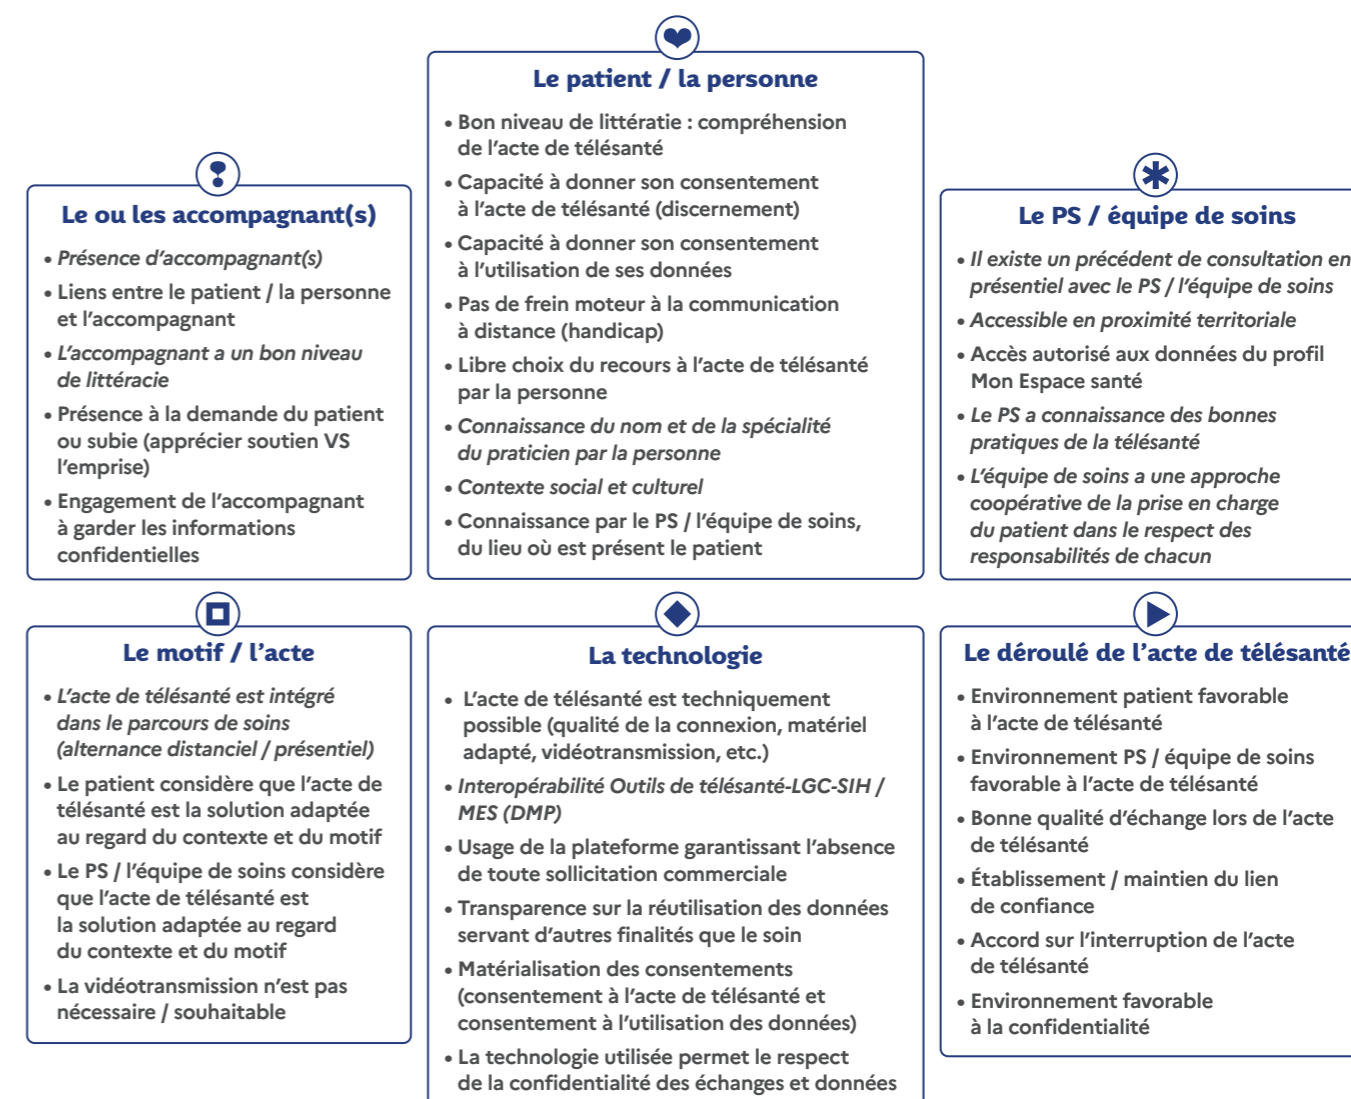 Le patient / la personne
• Bon niveau de littératie : compréhension
de l’acte de télésanté
• Capacité à donner son consentement
à l’acte de télésanté (discernement)
• Capacité à donner son consentement
à l’utilisation de ses données
• Pas de frein moteur à la communication
à distance (handicap)
• Libre choix du recours à l’acte de télésanté
par la personne
• Connaissance du nom et de la spécialité
du praticien par la personne
• Contexte social et culturel
• Connaissance par le PS / l’équipe de soins,
du lieu où est présent le patient
Le ou les accompagnant(s)
• Présence d’accompagnant(s)
• Liens entre le patient / la personne
et l’accompagnant
• L’accompagnant a un bon niveau
de littéracie
• Présence à la demande du patient
ou subie (apprécier soutien VS
l’emprise)
• Engagement de l’accompagnant
à garder les informations
confidentielles
Le PS / équipe de soins
• Il existe un précédent de consultation en
présentiel avec le PS / l’équipe de soins
• Accessible en proximité territoriale
• Accès autorisé aux données du profil
Mon Espace santé
• Le PS a connaissance des bonnes
pratiques de la télésanté
• L’équipe de soins a une approche
coopérative de la prise en charge
du patient dans le respect des
responsabilités de chacun
Le motif / l’acte
• L’acte de télésanté est intégré
dans le parcours de soins
(alternance distanciel / présentiel)
• Le patient considère que l’acte de
télésanté est la solution adaptée
au regard du contexte et du motif
• Le PS / l’équipe de soins considère
que l’acte de télésanté est
la solution adaptée au regard
du contexte et du motif
• La vidéotransmission n’est pas
nécessaire / souhaitable
La technologie
• L’acte de télésanté est techniquement
possible (qualité de la connexion, matériel
adapté, vidéotransmission, etc.)
• Interopérabilité Outils de télésanté-LGC-SIH /
MES (DMP)
• Usage de la plateforme garantissant l’absence
de toute sollicitation commerciale
• Transparence sur la réutilisation des données
servant d’autres finalités que le soin
• Matérialisation des consentements
(consentement à l’acte de télésanté et
consentement à l’utilisation des données)
• La technologie utilisée permet le respect
de la confidentialité des échanges et données
Le déroulé de l’acte de télésanté
• Environnement patient favorable
à l’acte de télésanté
• Environnement PS / équipe de soins
favorable à l’acte de télésanté
• Bonne qualité d’échange lors de l’acte
de télésanté
• Établissement / maintien du lien
de confiance
• Accord sur l’interruption de l’acte
de télésanté
• Environnement favorable
à la confidentialité